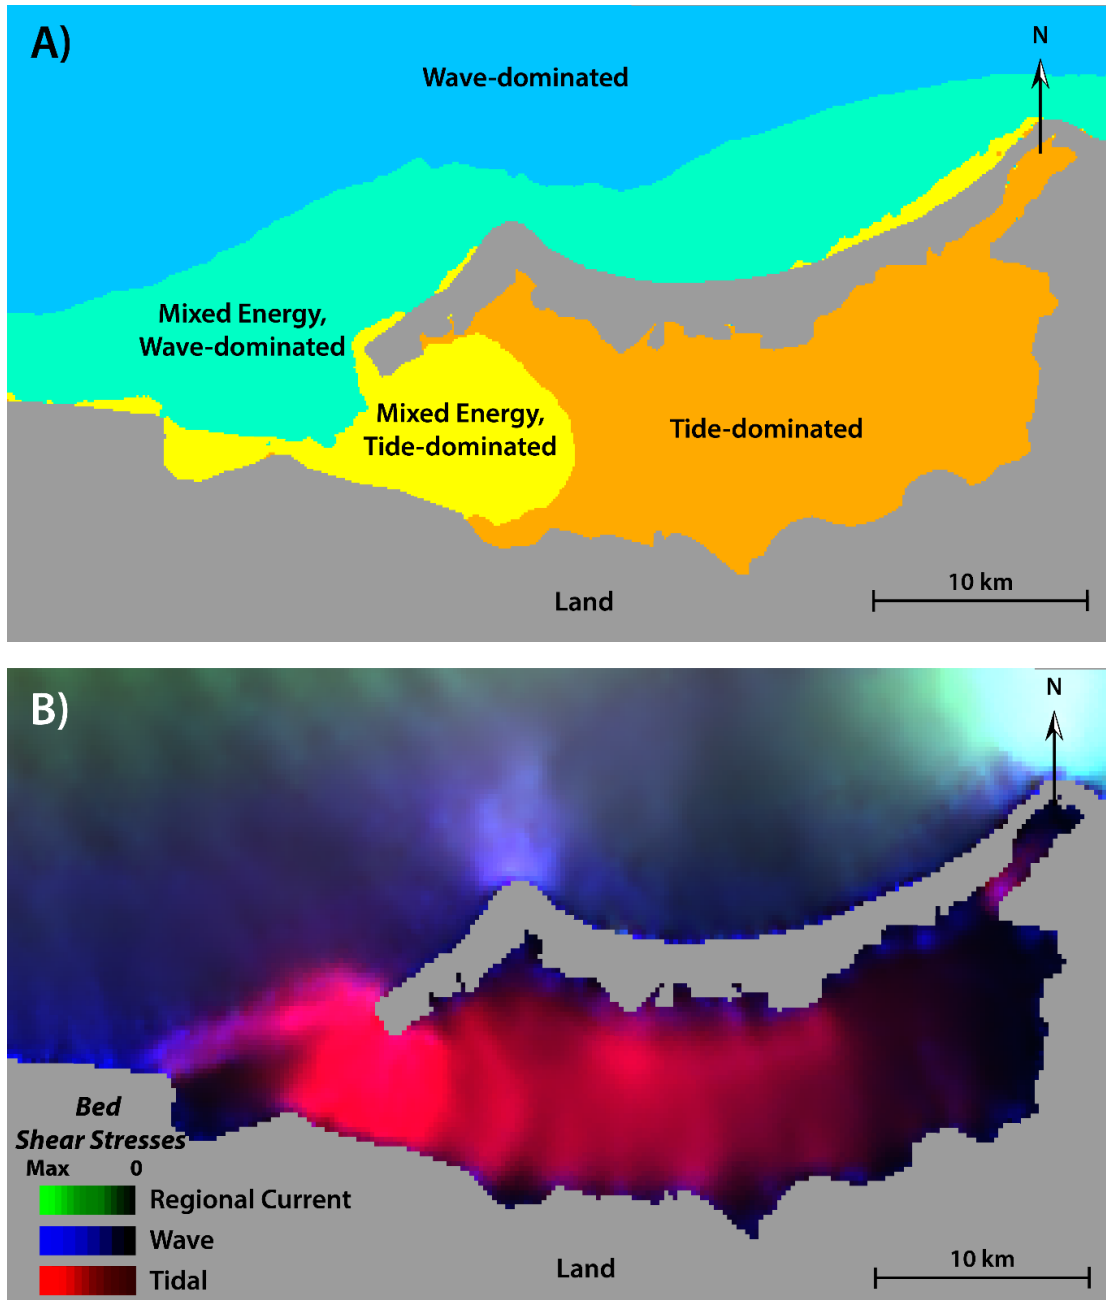 A)
N
Wave-dominated
Mixed Energy,
Wave-dominated
Mixed Energy,
Tide-dominated
Tide-dominated
10 km
Land
B)
N
Bed
Shear Stresses
Max 0
Regional Current
Wave
Tidal
Land
10 km